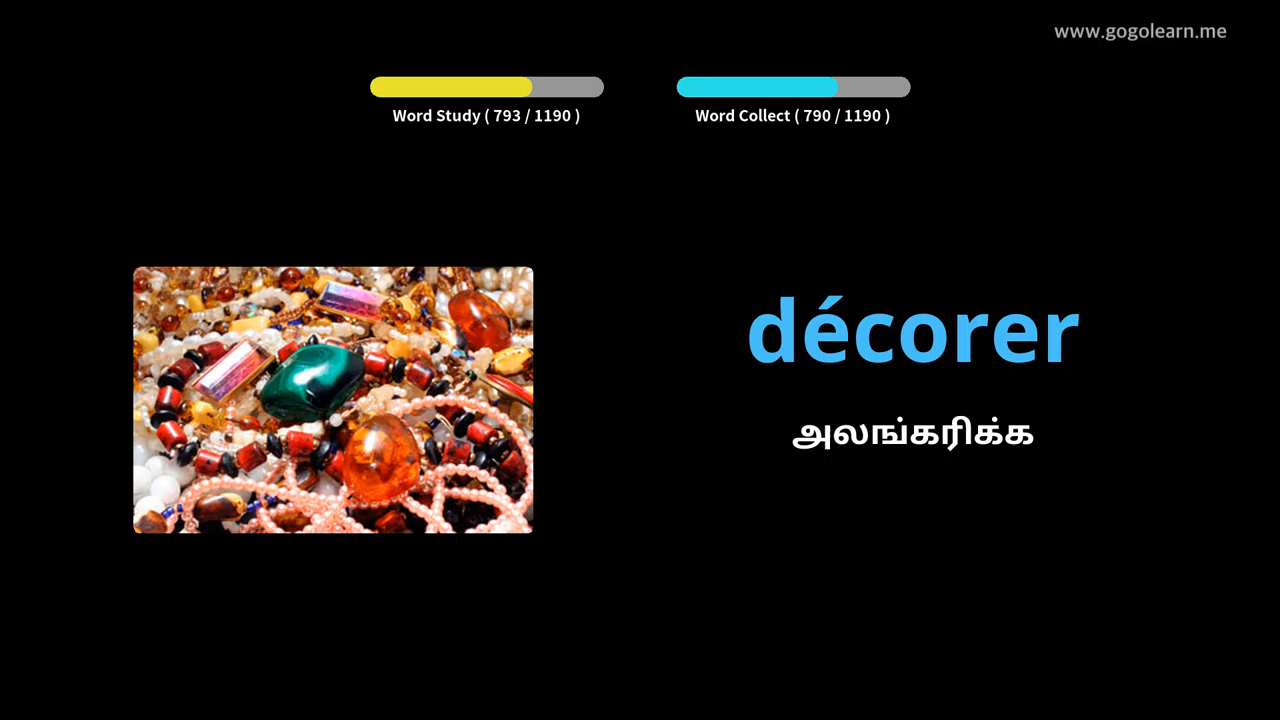 www.gogolearn.me
Word Study ( 793 / 1190 )
Word Collect ( 790 / 1190 )
décorer
அலங்கரிக்க